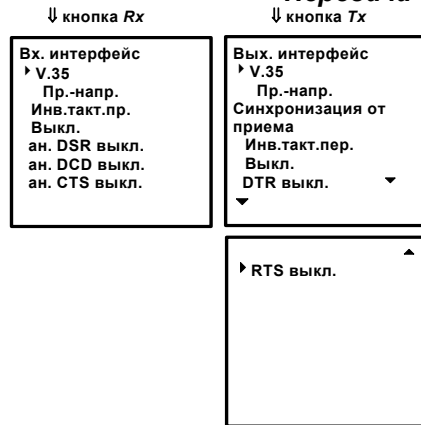 ⇓ кнопка Rx
Вх. интерфейс
V.35
Пр.-напр.
Инв.такт.пр.
Выкл.
ан. DSR выкл.
ан. DCD выкл.
ан. CTS выкл.
⇓ кнопка Tx
Вых. интерфейс
V.35
Пр.-напр.
Синхронизация от
приема
Инв.такт.пер.
Выкл.
DTR выкл.
RTS выкл.